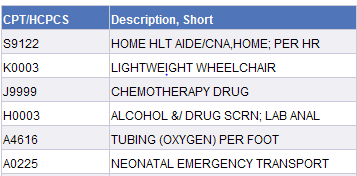 CPT/HCPCS Description, Short
S9122 HOME HLT AIDE/CNA,HOME; PER HR
K0003 LIGHTWEIGHT WHEELCHAIR
J9999 CHEMOTHERAPY DRUG
H0003 ALCOHOL &/ DRUG SCRN; LAB ANAL
A4616 TUBING (OXYGEN) PER FOOT
A0225 NEONATAL EMERGENCY TRANSPORT